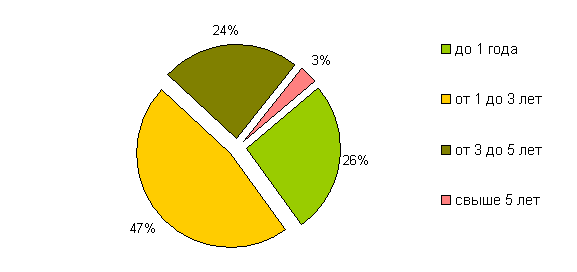 24%
3%
26%
47%
до 1 года
от 1 до 3 лет
от 3 до 5 лет
свыше 5 лет